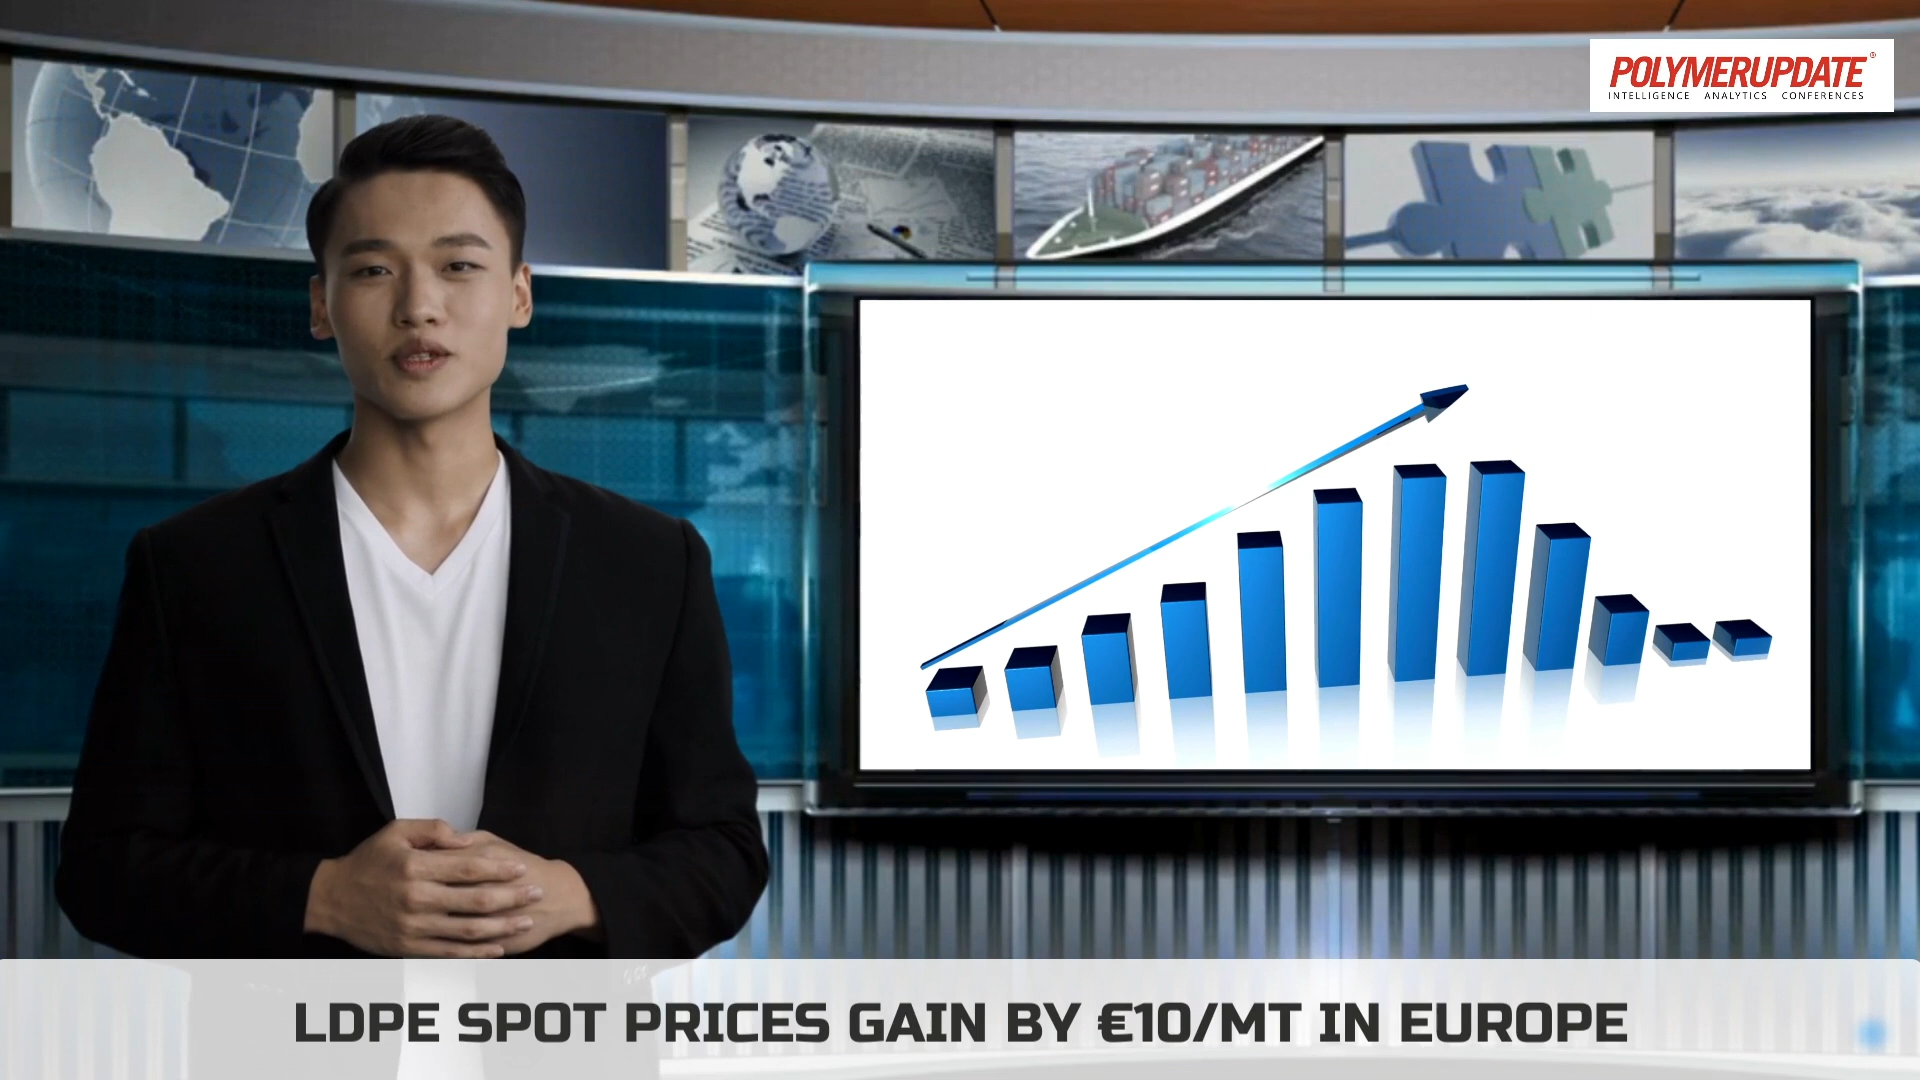 POLYMERUPDATE®
INTELLIGENCE ANALYTICS CONFERENCES
LDPE SPOT PRICES GAIN BY €10/MT IN EUROPE